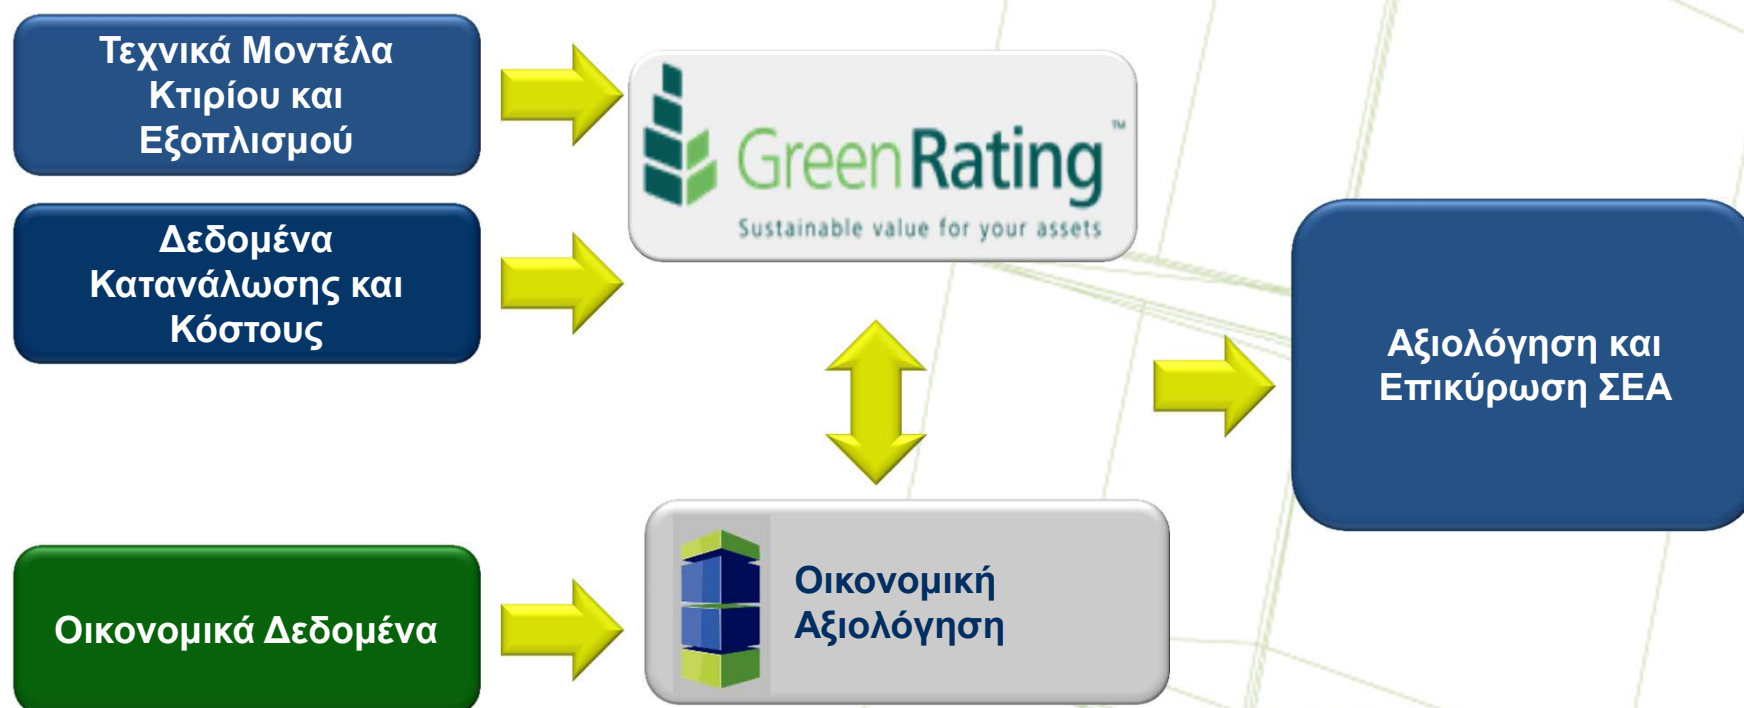 Τεχνικά Μοντέλα
Κτιρίου και
Εξοπλισμού
Δεδομένα
Κατανάλωσης και
Κόστους
Οικονομικά Δεδομένα
GreenRating™
Sustainable value for your assets
Οικονομική
Αξιολόγηση
Αξιολόγηση και
Επικύρωση ΣΕΑ